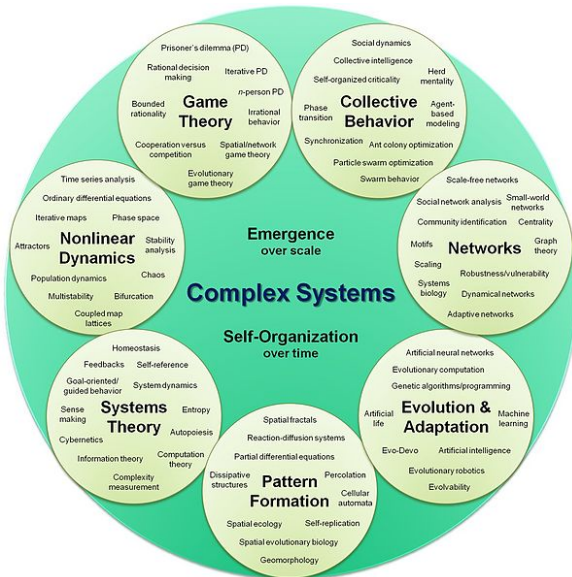 Prisoner's dilemma (PD)
Rational decision
making
Iterative PD
n-person PD
Bounded
rationality
Game
Theory
Irrational
behavior
Cooperation versus
competition
Spatial/network
game theory
Evolutionary
game theory
Social dynamics
Collective intelligence
Self-organized criticality
Herd
mentality
Phase
transition
Collective
Behavior
Agent-
based
modeling
Synchronization
Ant colony optimization
Particle swarm optimization
Swarm behavior
Time series analysis
Ordinary differential equations
Iterative maps
Phase space
Attractors
Nonlinear
Dynamics
Stability
analysis
Population dynamics
Chaos
Multistability
Bifurcation
Coupled map
lattices
Emergence
over scale
Complex Systems
Self-Organization
over time
Scale-free networks
Social network analysis
Small-world
networks
Community identification
Centrality
Motifs
Networks
Graph
theory
Scaling
Robustness/vulnerability
Systems
biology
Dynamical networks
Adaptive networks
Homeostasis
Feedbacks
Self-reference
Goal-oriented/
guided behavior
System dynamics
Sense
making
Systems
Theory
Entropy
Cybernetics
Autopoiesis
Information theory
Computation
theory
Complexity
measurement
Spatial fractals
Reaction-diffusion systems
Partial differential equations
Dissipative
structures
Pattern
Formation
Percolation
Cellular
automata
Spatial ecology
Self-replication
Spatial evolutionary biology
Geomorphology
Artificial neural networks
Evolutionary computation
Genetic algorithms/programming
Artificial
life
Evolution &
Adaptation
Machine
learning
Evo-Devo
Artificial intelligence
Evolutionary robotics
Evolvability